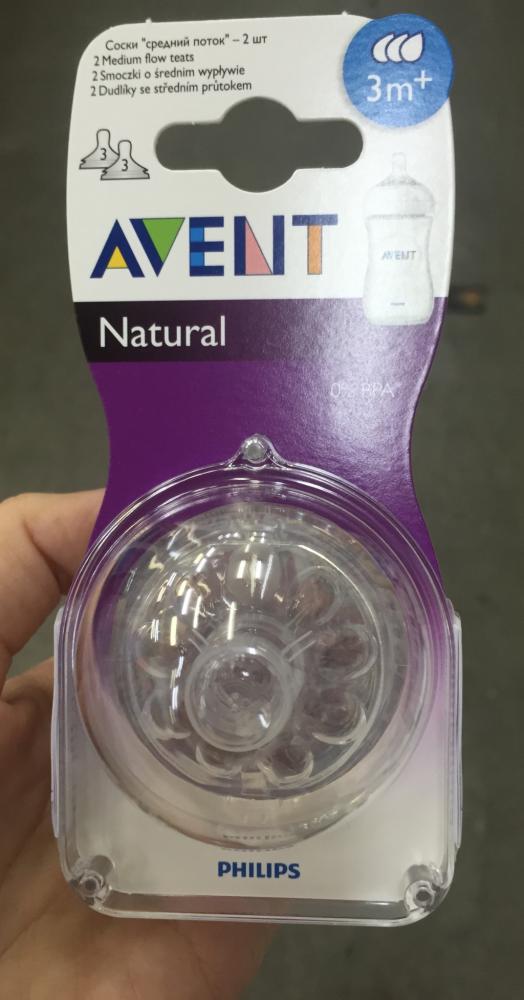 Соски "средний поток" – 2 шт
2 Medium flow teats
2 Smoczki o średnim wypływie
2 Dudlíky se středním průtokem
3m+
3
3
AVENT
AVENT
Natural
0% BPA
PHILIPS